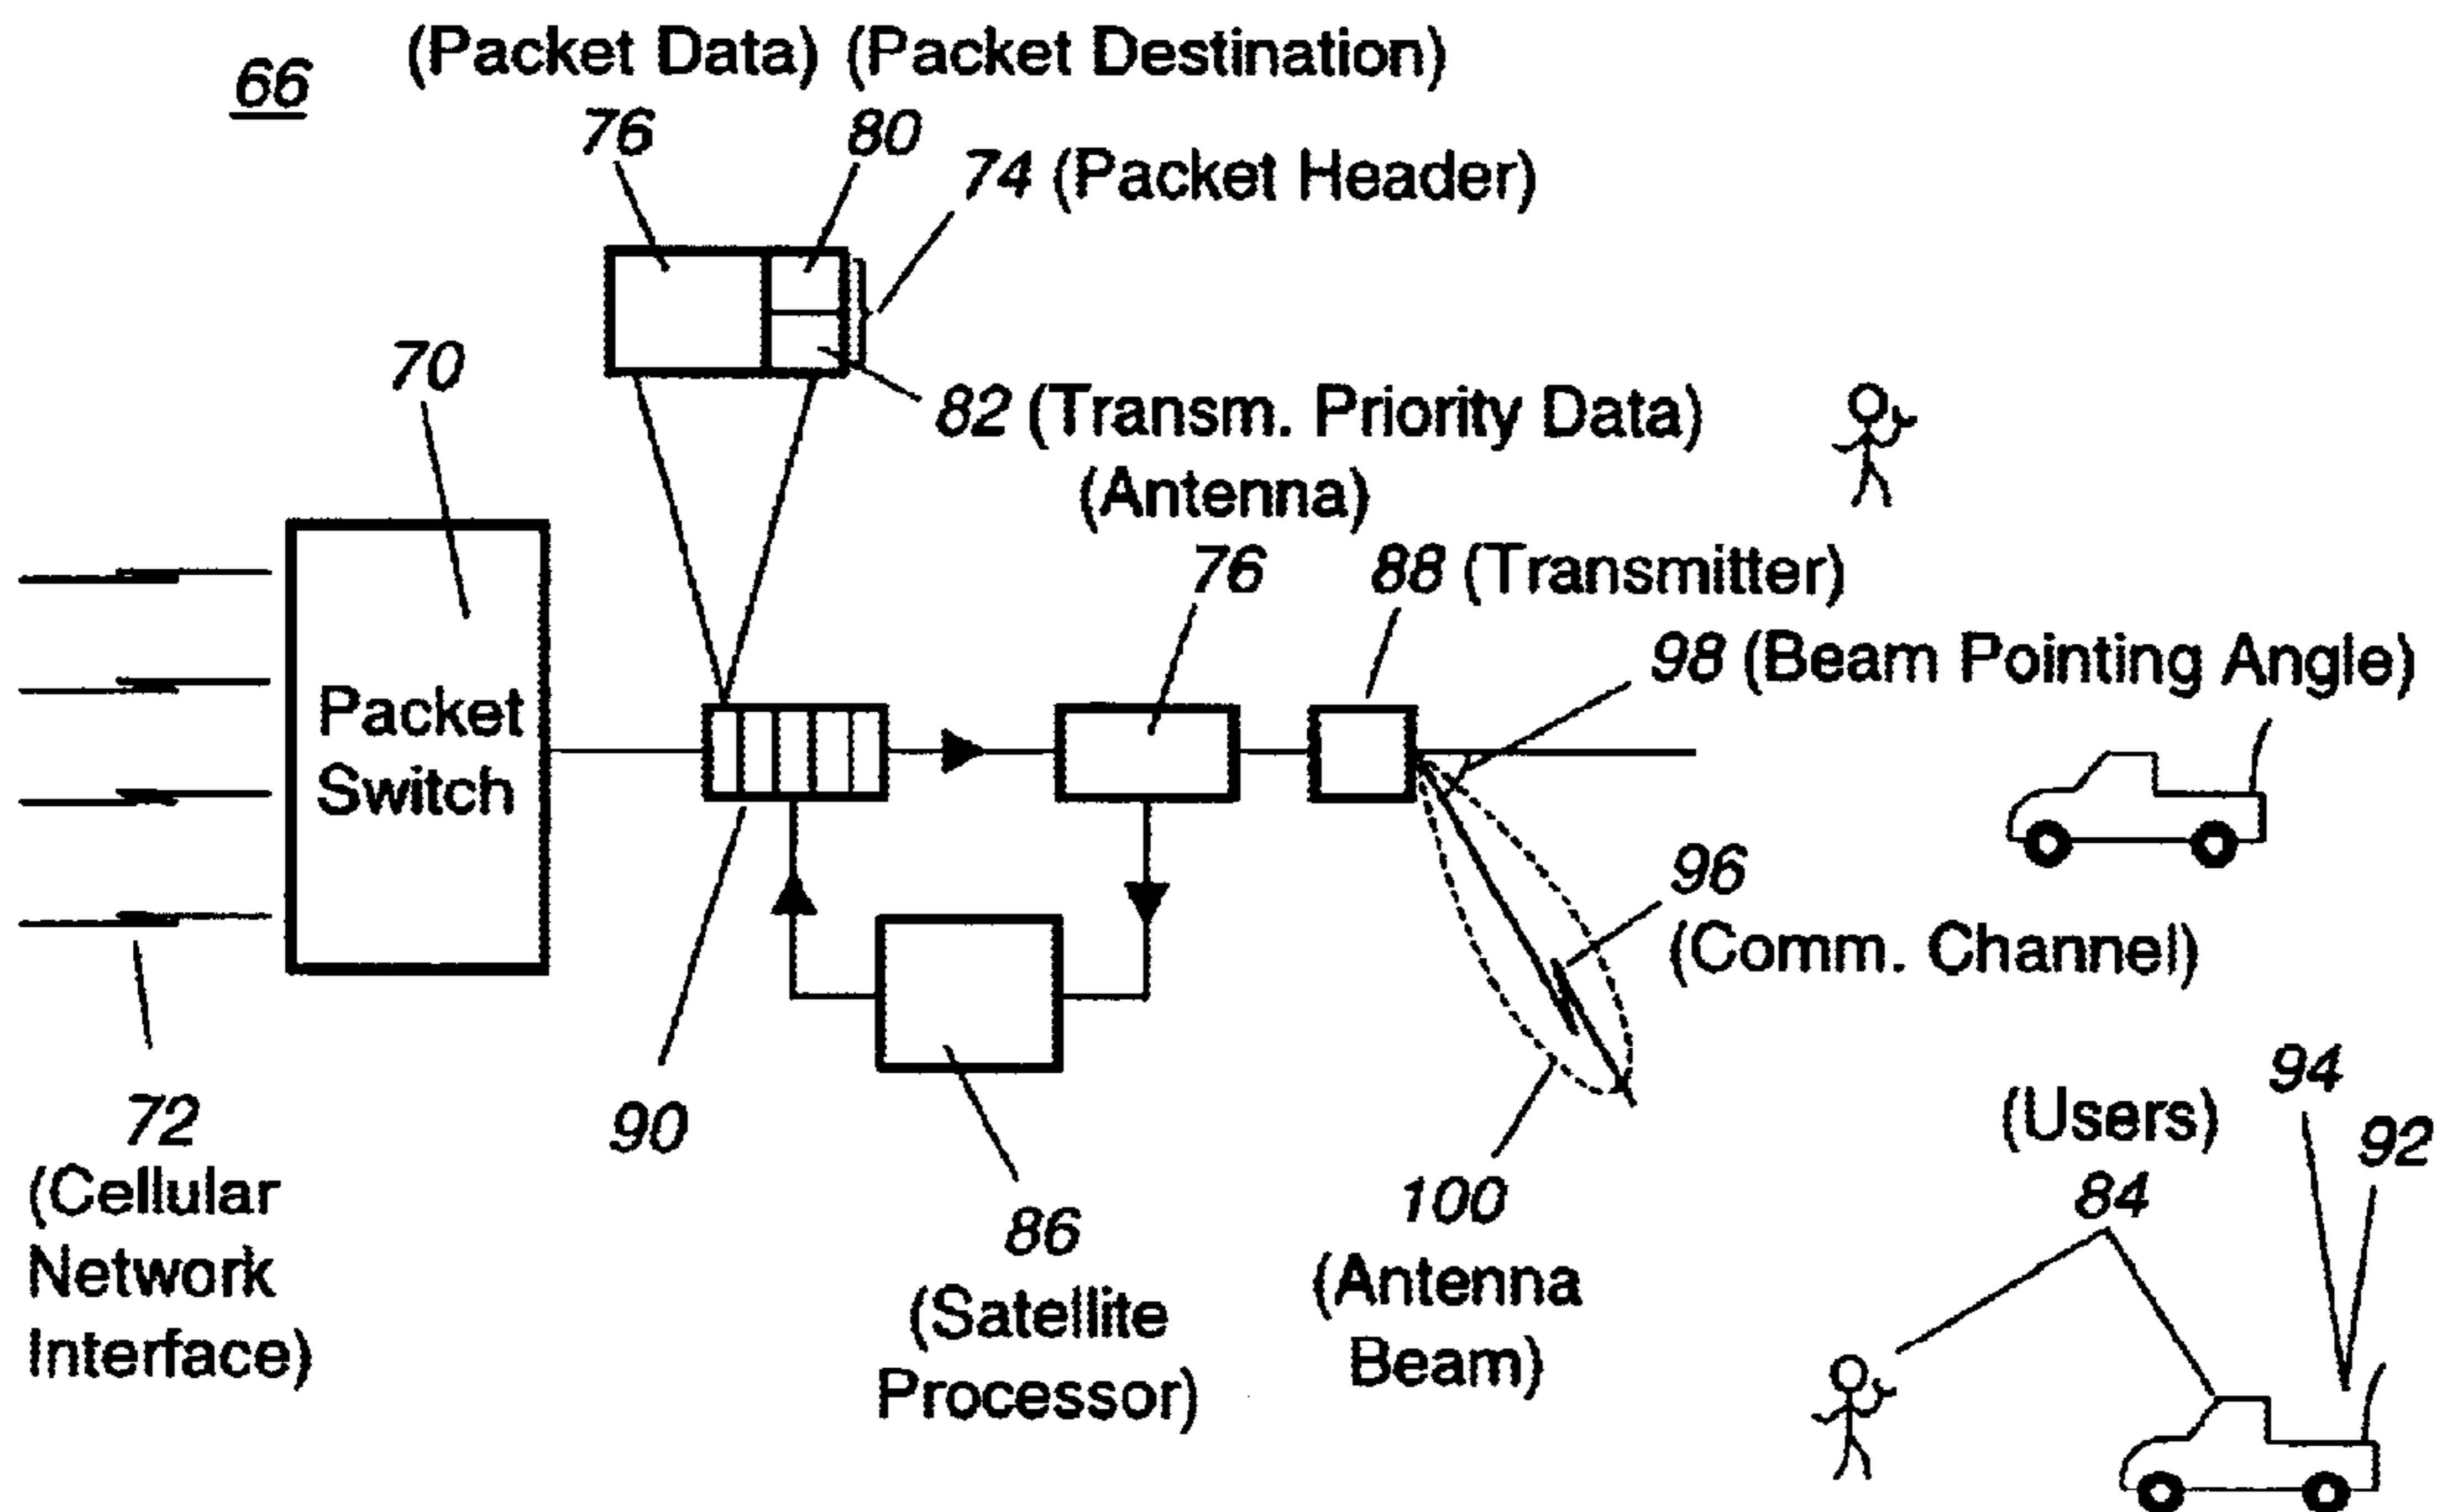 66
(Packet Data) (Packet Destination)
76 80
74 (Packet Header)
70
82 (Transm. Priority Data)
(Antenna)
76 88 (Transmitter)
98 (Beam Pointing Angle)
Packet
Switch
96
(Comm. Channel)
72
(Cellular
Network
Interface)
90
86
(Satellite
Processor)
100
(Antenna
Beam)
(Users)
84
94
92